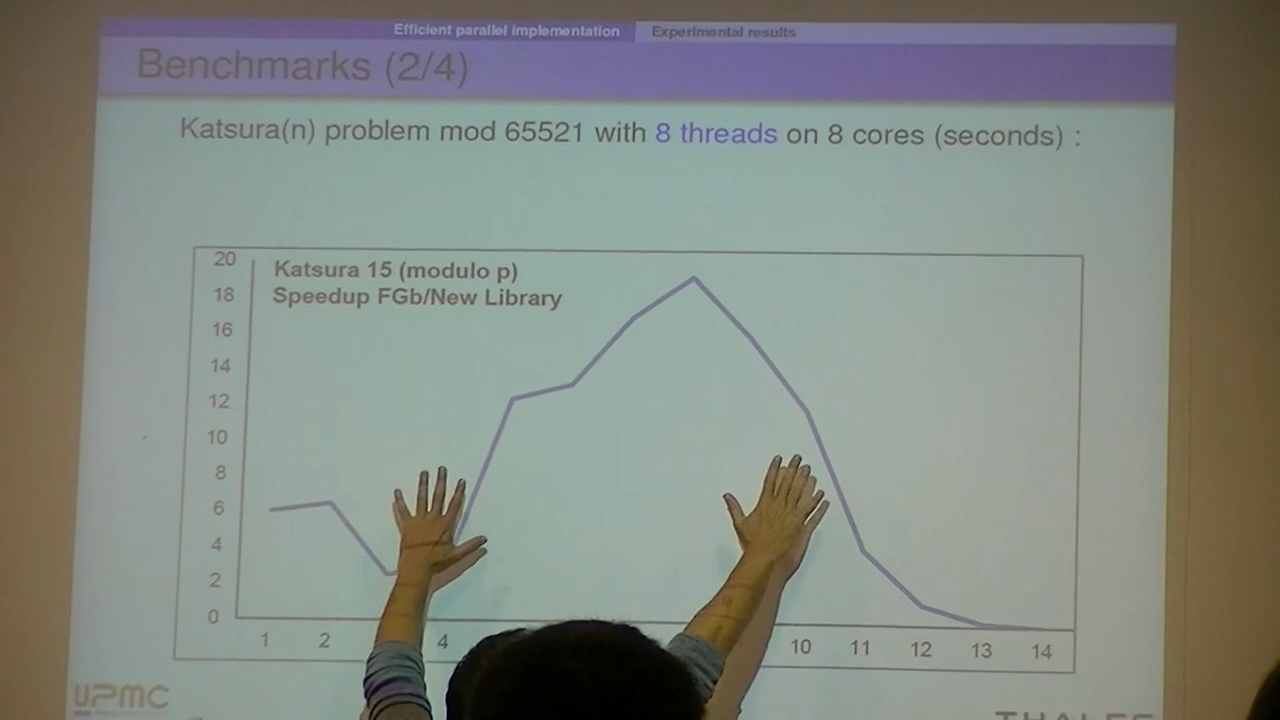 Efficient parallel implementation Experimental results
Benchmarks (2/4)
Katsura(n) problem mod 65521 with 8 threads on 8 cores (seconds) :
Katsura 15 (modulo p)
Speedup FGb/New Library
20
18
16
14
12
10
8
6
4
2
0
1 2 4 10 11 12 13 14
UPMC
THALES